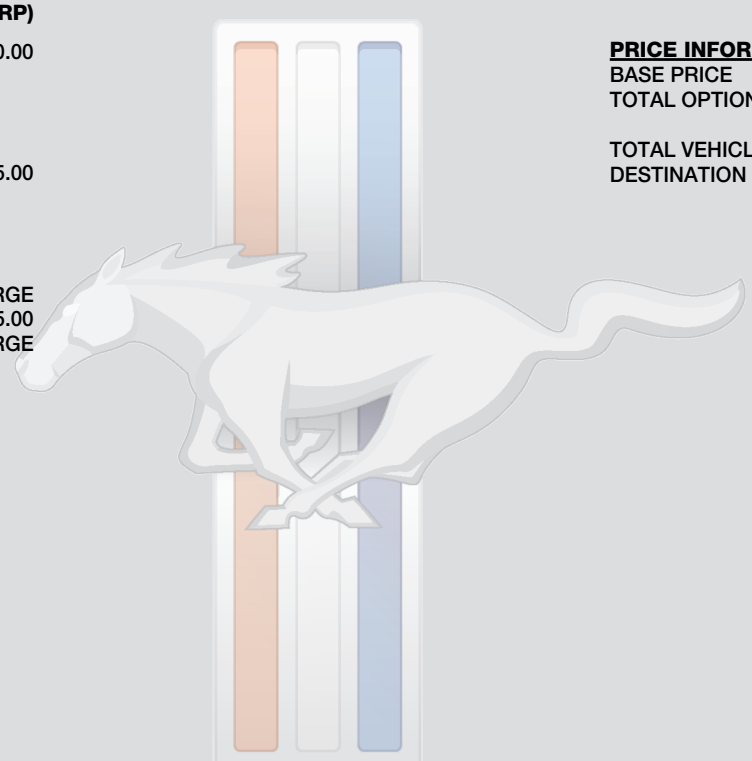 RP)
0.00
5.00
RGE
5.00
RGE
PRICE INFOR
BASE PRICE
TOTAL OPTION
TOTAL VEHICL
DESTINATION